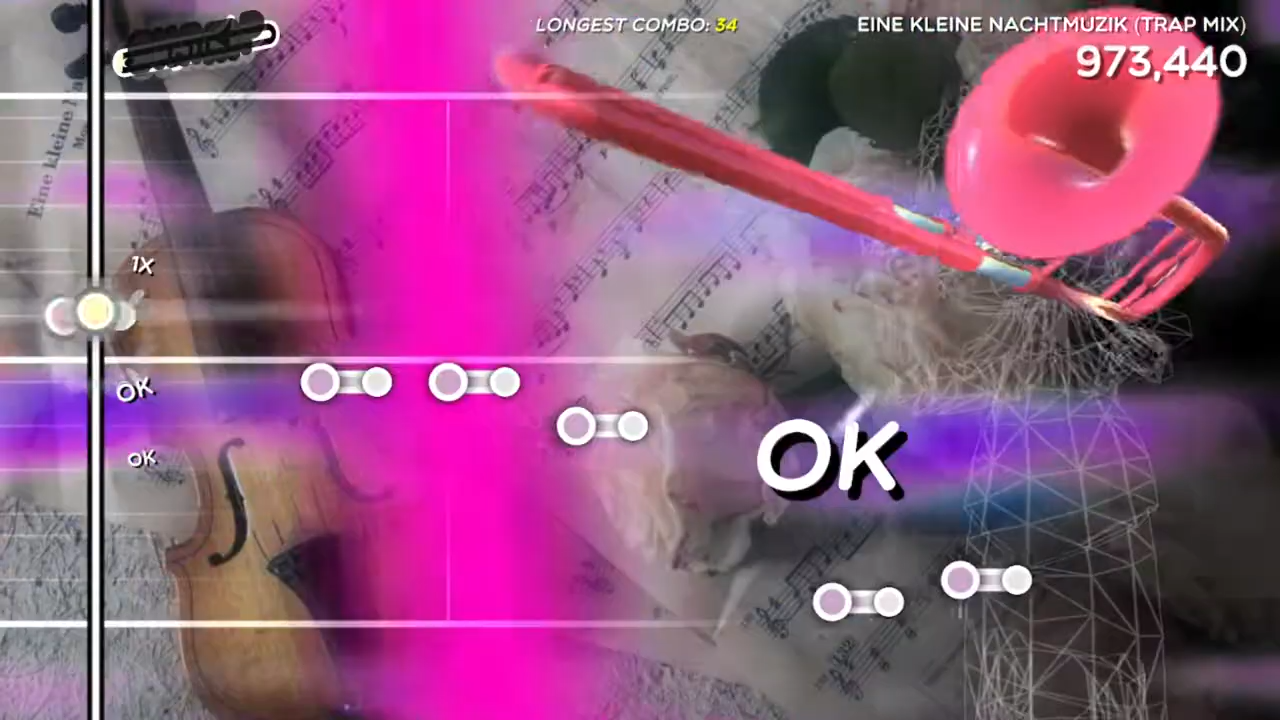 LONGEST COMBO: 34
EINE KLEINE NACHTMUZIK (TRAP MIX)
973,440
Eine kleine
1X
OK
OK
OK